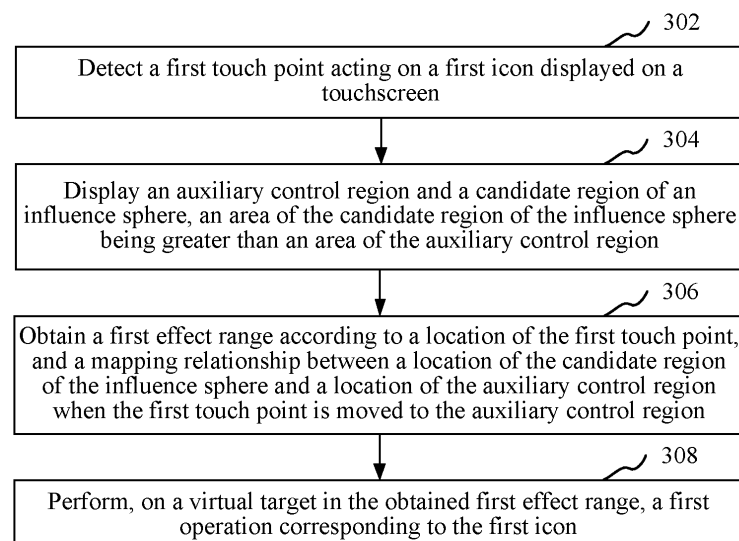 302
Detect a first touch point acting on a first icon displayed on a
touchscreen
304
Display an auxiliary control region and a candidate region of an
influence sphere, an area of the candidate region of the influence sphere
being greater than an area of the auxiliary control region
306
Obtain a first effect range according to a location of the first touch point,
and a mapping relationship between a location of the candidate region
of the influence sphere and a location of the auxiliary control region
when the first touch point is moved to the auxiliary control region
308
Perform, on a virtual target in the obtained first effect range, a first
operation corresponding to the first icon